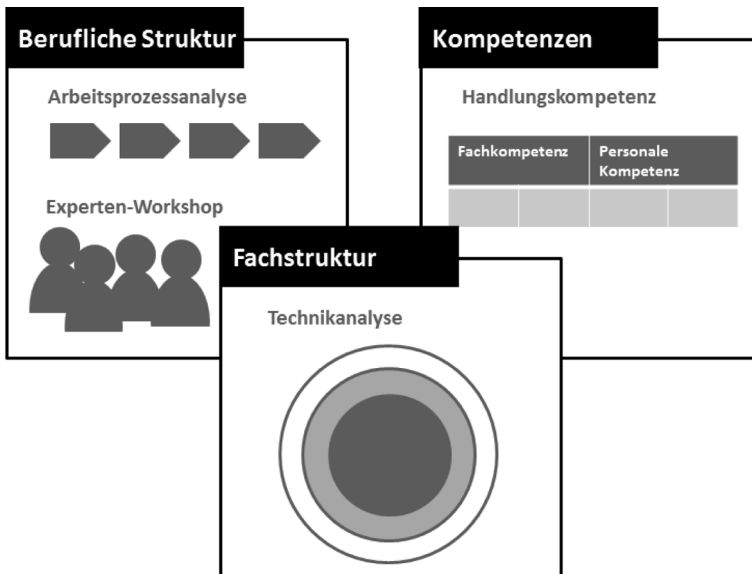 Berufliche Struktur
Arbeitsprozessanalyse
Experten-Workshop
Kompetenzen
Handlungskompetenz
Fachkompetenz
Personale
Kompetenz
Fachstruktur
Technikanalyse